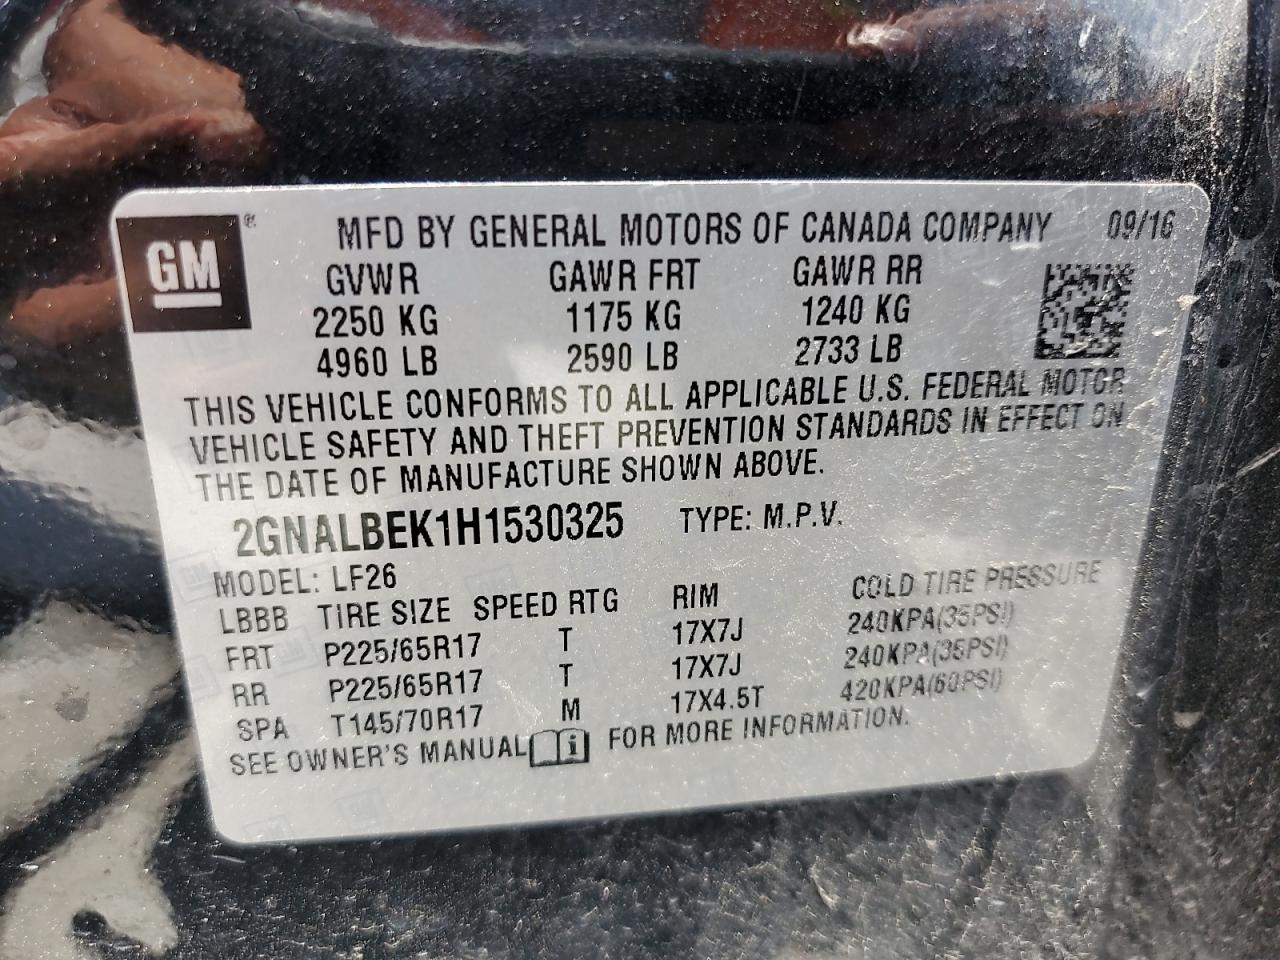 GM® MFD BY GENERAL MOTORS OF CANADA COMPANY 09/16
GVWR GAWR FRT GAWR RR
2250 KG 1175 KG 1240 KG
4960 LB 2590 LB 2733 LB
THIS VEHICLE CONFORMS TO ALL APPLICABLE U.S. FEDERAL MOTOR
VEHICLE SAFETY AND THEFT PREVENTION STANDARDS IN EFFECT ON
THE DATE OF MANUFACTURE SHOWN ABOVE.
2GNALBEK1H1530325 TYPE: M.P.V.
MODEL: LF26
LBBB TIRE SIZE SPEED RTG RIM COLD TIRE PRESSURE
FRT P225/65R17 T 17X7J 240KPA(35PSI)
RR P225/65R17 T 17X7J 240KPA(35PSI)
SPA T145/70R17 M 17X4.5T 420KPA(60PSI)
SEE OWNER'S MANUAL i FOR MORE INFORMATION.